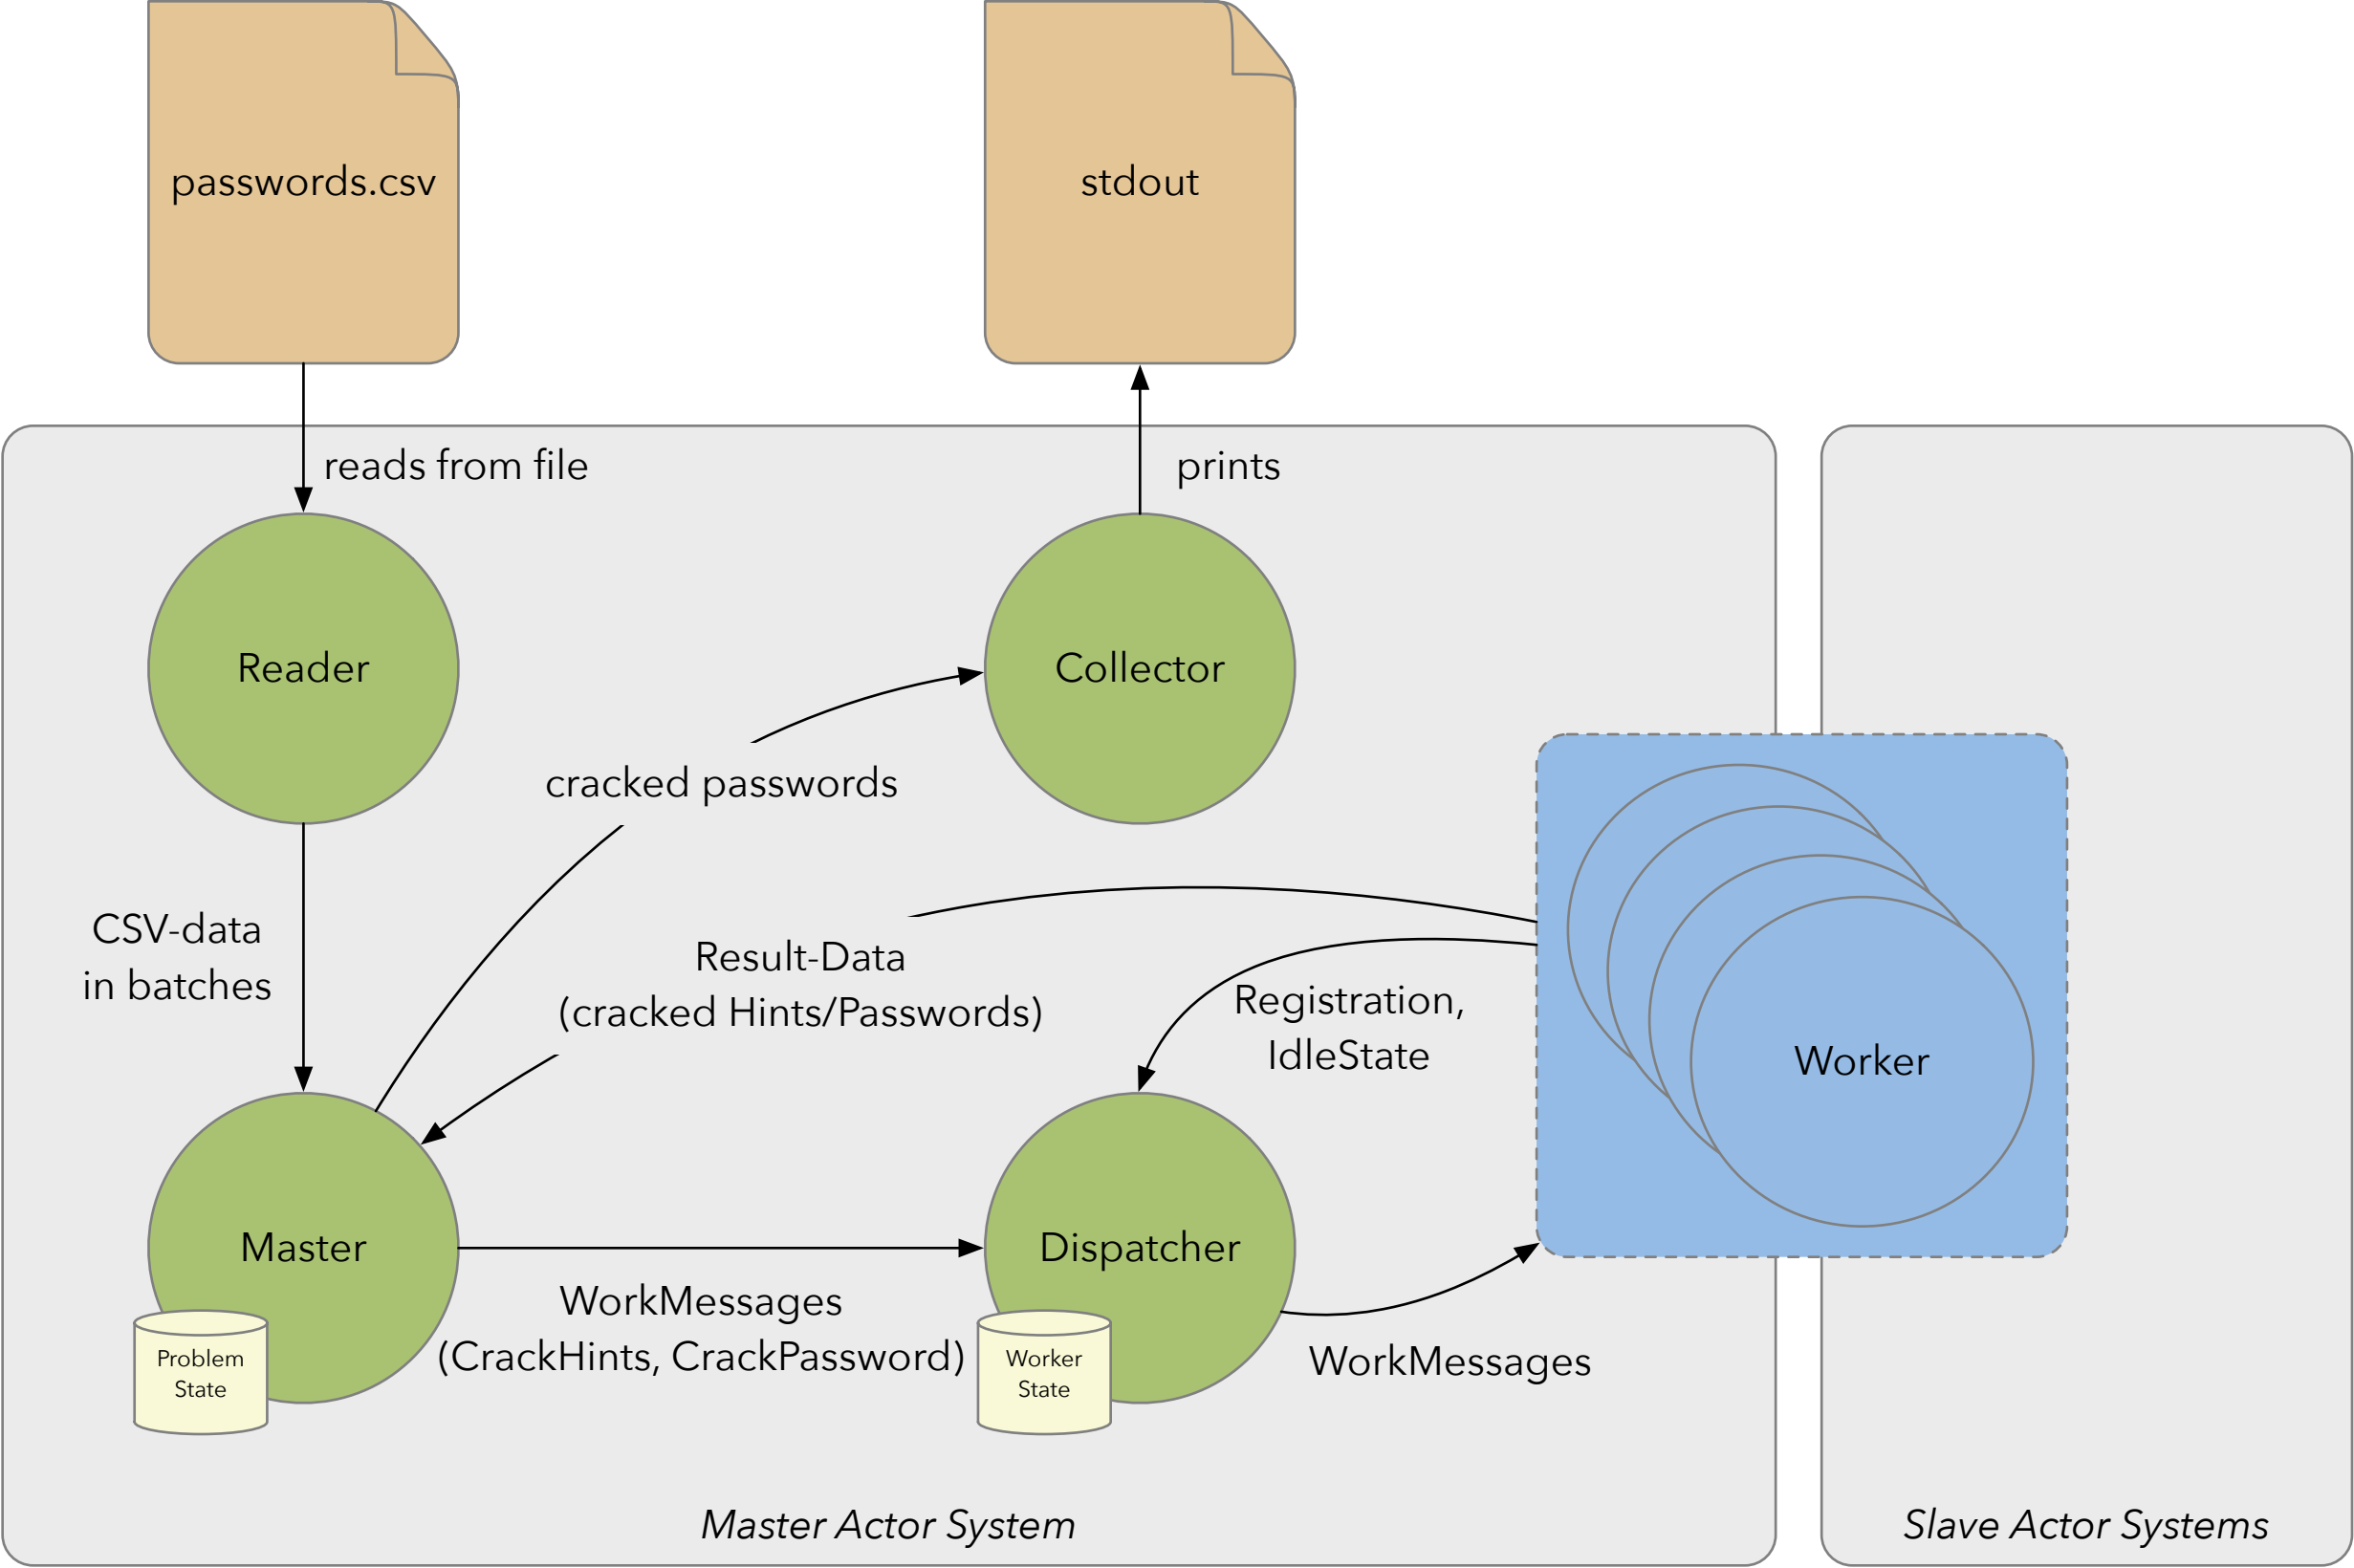 passwords.csv
stdout
reads from file
prints
Reader
Collector
cracked passwords
CSV-data
in batches
Result-Data
(cracked Hints/Passwords)
Registration,
IdleState
Worker
Master
Dispatcher
WorkMessages
(CrackHints, CrackPassword)
WorkMessages
Problem
State
Worker
State
Master Actor System
Slave Actor Systems